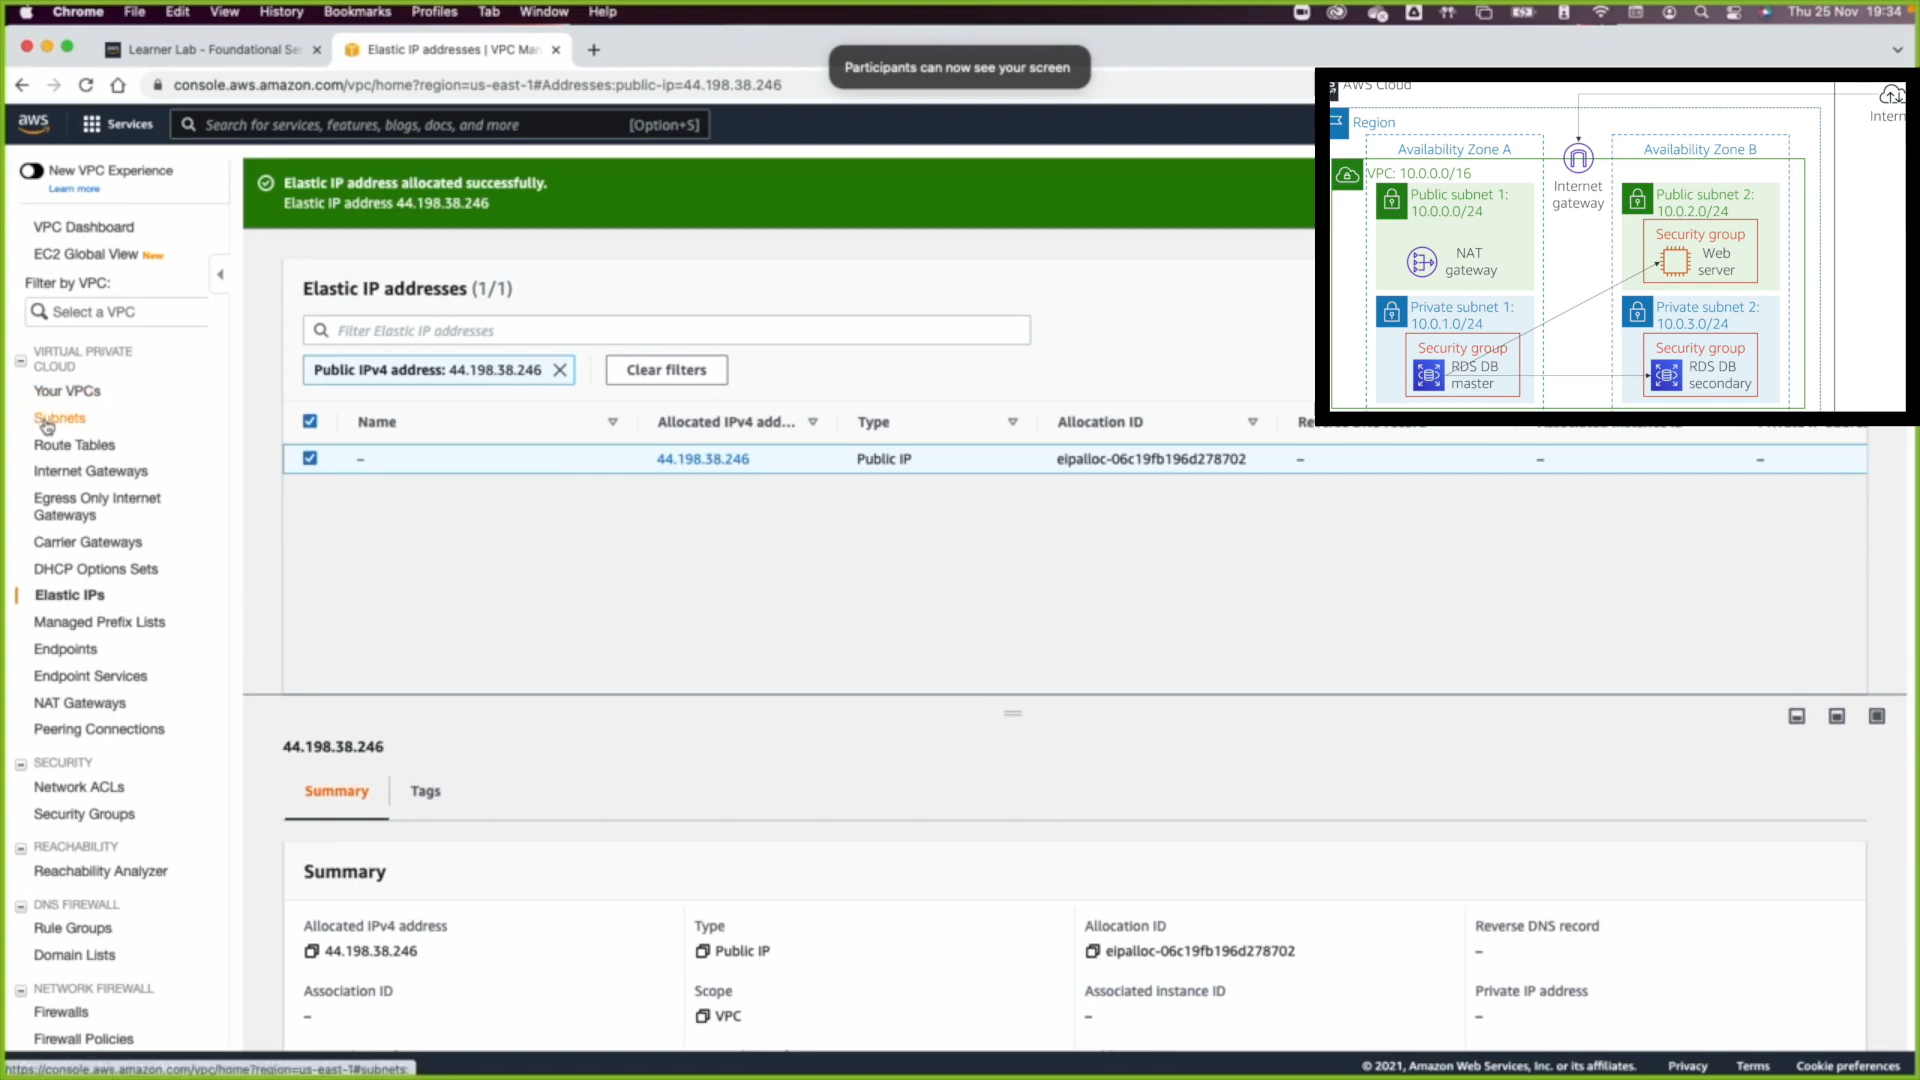 Chrome File Edit View History Bookmarks Profiles Tab Window Help
Thu 25 Nov 19:34
Learner Lab - Foundational Ser
Elastic IP addresses | VPC Man
Participants can now see your screen
console.aws.amazon.com/vpc/home?region=us-east-1#Addresses:public-ip=44.198.38.246
aws
Services
Search for services, features, blogs, docs, and more
[Option+S]
New VPC Experience
Learn more
VPC Dashboard
EC2 Global View New
Filter by VPC:
Select a VPC
VIRTUAL PRIVATE
CLOUD
Your VPCs
Subnets
Route Tables
Internet Gateways
Egress Only Internet
Gateways
Carrier Gateways
DHCP Options Sets
Elastic IPs
Managed Prefix Lists
Endpoints
Endpoint Services
NAT Gateways
Peering Connections
SECURITY
Network ACLs
Security Groups
REACHABILITY
Reachability Analyzer
DNS FIREWALL
Rule Groups
Domain Lists
NETWORK FIREWALL
Firewalls
Firewall Policies
Elastic IP address allocated successfully.
Elastic IP address 44.198.38.246
Elastic IP addresses (1/1)
Filter Elastic IP addresses
Public IPv4 address: 44.198.38.246
Clear filters
Name
Allocated IPv4 add...
Type
Allocation ID
–
44.198.38.246
Public IP
eipalloc-06c19fb196d278702
–
–
–
44.198.38.246
Summary
Tags
Summary
Allocated IPv4 address
Type
Allocation ID
Reverse DNS record
44.198.38.246
Public IP
eipalloc-06c19fb196d278702
–
Association ID
Scope
Associated instance ID
Private IP address
–
VPC
–
–
AWS Cloud
Intern
Region
Availability Zone A
Availability Zone B
VPC: 10.0.0.0/16
Internet
gateway
Public subnet 1:
10.0.0.0/24
Public subnet 2:
10.0.2.0/24
NAT
gateway
Security group
Web
server
Private subnet 1:
10.0.1.0/24
Private subnet 2:
10.0.3.0/24
Security group
RDS DB
master
Security group
RDS DB
secondary
https://console.aws.amazon.com/vpc/home?region=us-east-1#subnets:
© 2021, Amazon Web Services, Inc. or its affiliates.
Privacy
Terms
Cookie preferences